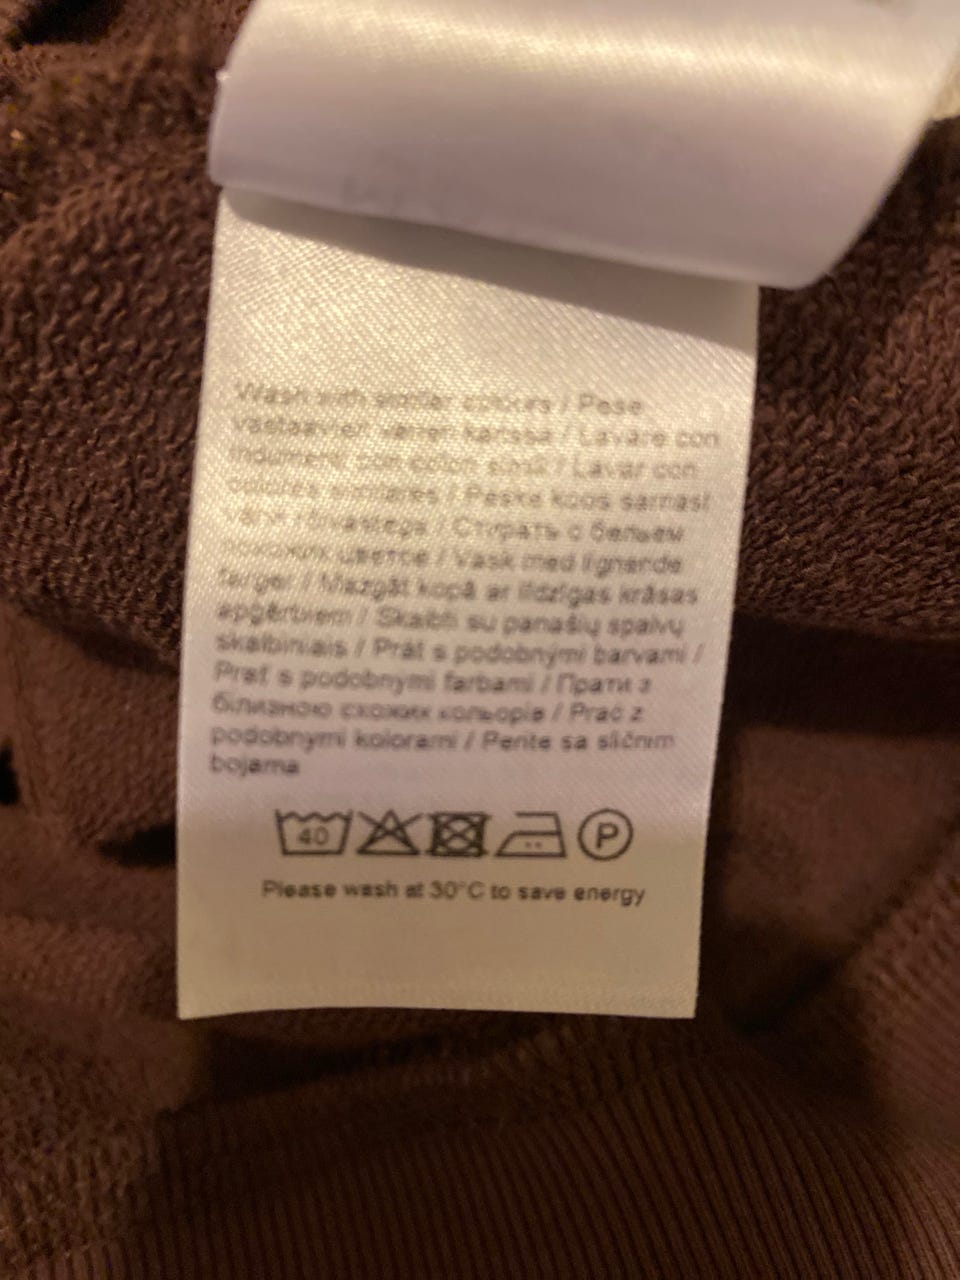 Wash with similar colours / Pese
vastaavien värien kanssa / Lavare con
indumenti con colori simili / Lavar con
colores similares / Peske koos samast
värvi rõivastega / Стирать с бельем
похожих цветов / Vask med lignende
farger / Mazgāt kopā ar līdzīgas krāsas
apģērbiem / Skalbti su panašių spalvų
skalbiniais / Prát s podobnými barvami /
Prať s podobnými farbami / Прати з
білизною схожих кольорів / Prać z
podobnymi kolorami / Perite sa sličnim
bojama
40 P
Please wash at 30°C to save energy